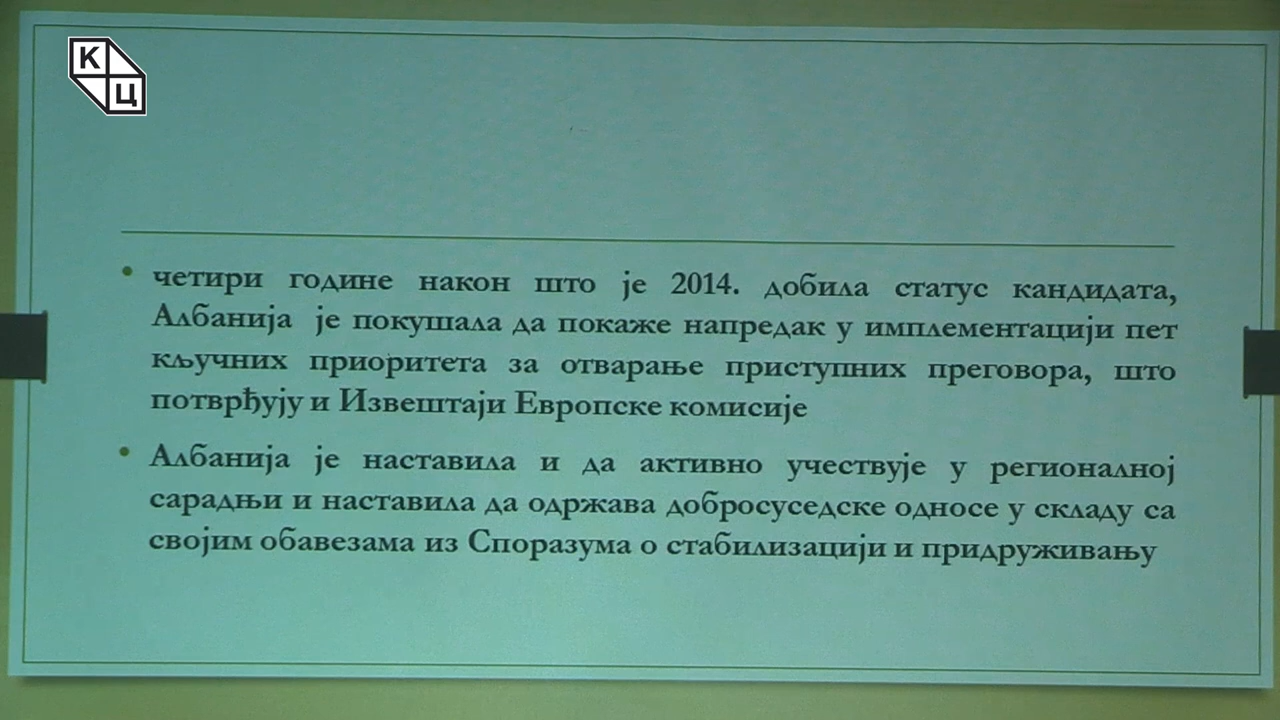 К
Ц
четири године након што је 2014. добила статус кандидата,
Албанија је покушала да покаже напредак у имплементацији пет
кључних приоритета за отварање приступних преговора, што
потврђују и Извештаји Европске комисије
Албанија је наставила и да активно учествује у регионалној
сарадњи и наставила да одржава добросуседске односе у складу са
својим обавезама из Споразума о стабилизацији и придруживању